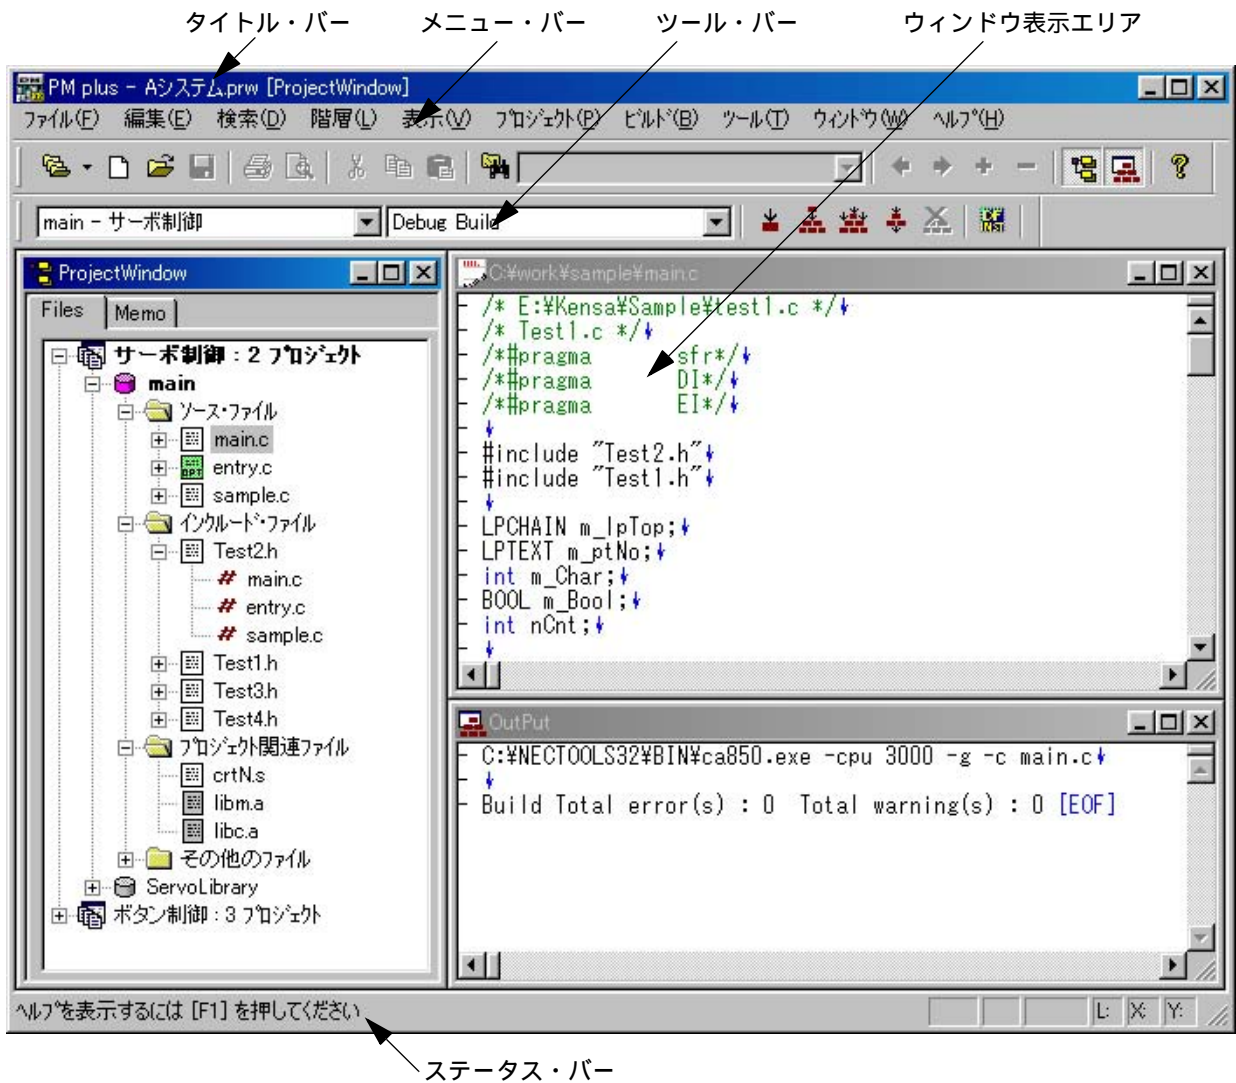 タイトル・バー
メニュー・バー
ツール・バー
ウィンドウ表示エリア
PM plus - Aシステム.prw [ProjectWindow]
ﾌｧｲﾙ(F) 編集(E) 検索(D) 階層(L) 表示(V) ﾌﾟﾛｼﾞｪｸﾄ(P) ﾋﾞﾙﾄﾞ(B) ﾂｰﾙ(T) ｳｨﾝﾄﾞｳ(W) ﾍﾙﾌﾟ(H)
main - サーボ制御
Debug Build
ProjectWindow
Files
Memo
サーボ制御 : 2 ﾌﾟﾛｼﾞｪｸﾄ
main
ｿｰｽ･ﾌｧｲﾙ
main.c
entry.c
sample.c
ｲﾝｸﾙｰﾄﾞ･ﾌｧｲﾙ
Test2.h
# main.c
# entry.c
# sample.c
Test1.h
Test3.h
Test4.h
ﾌﾟﾛｼﾞｪｸﾄ関連ﾌｧｲﾙ
crtN.s
libm.a
libc.a
その他のﾌｧｲﾙ
ServoLibrary
ボタン制御 : 3 ﾌﾟﾛｼﾞｪｸﾄ
C:¥work¥sample¥main.c
/* E:¥Kensa¥Sample¥test1.c */
/* Test1.c */
/*#pragma sfr*/
/*#pragma DI*/
/*#pragma EI*/
#include "Test2.h"
#include "Test1.h"
LPCHAIN m_lpTop;
LPTEXT m_ptNo;
int m_Char;
BOOL m_Bool;
int nCnt;
OutPut
C:¥NECTOOLS32¥BIN¥ca850.exe -cpu 3000 -g -c main.c
Build Total error(s) : 0 Total warning(s) : 0 [EOF]
ﾍﾙﾌﾟを表示するには [F1] を押してください
L: X: Y:
ステータス・バー